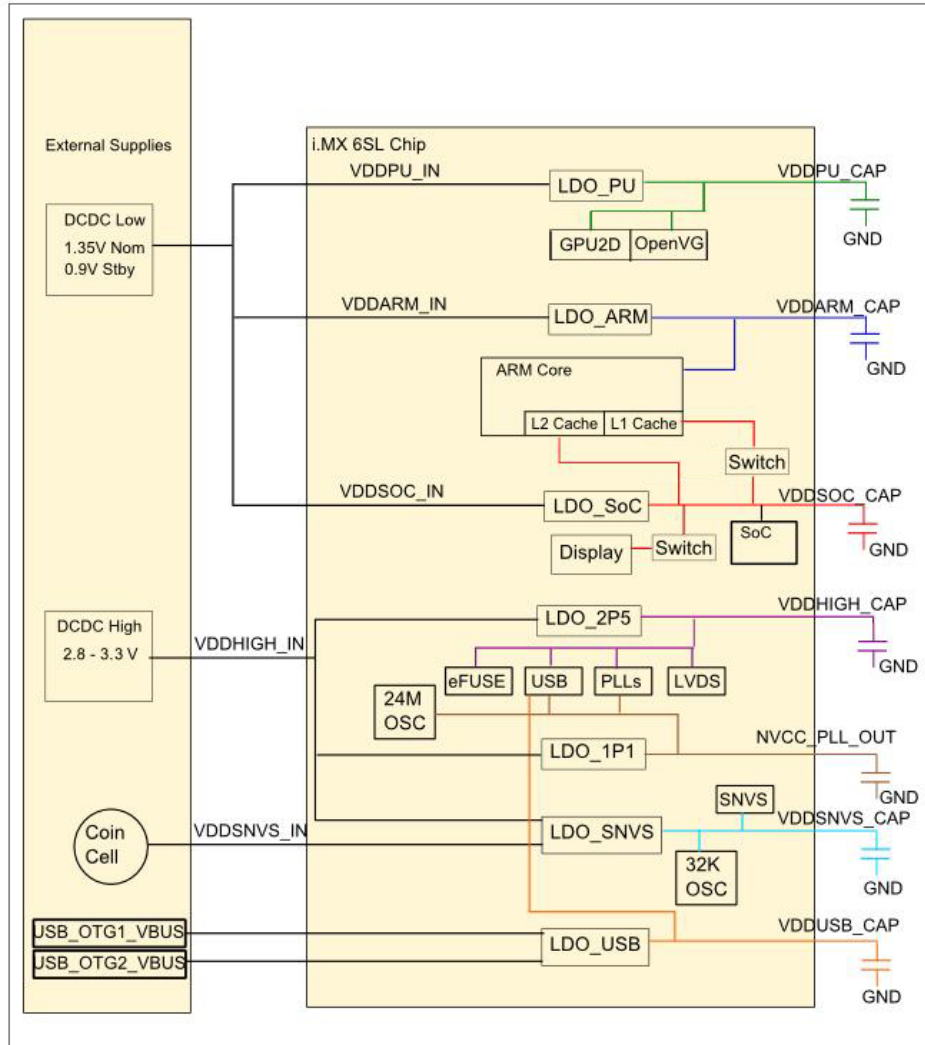 External Supplies
i.MX 6SL Chip
VDDPU_IN
LDO_PU
VDDPU_CAP
GND
DCDC Low
1.35V Nom
0.9V Stby
GPU2D
OpenVG
VDDARM_IN
LDO_ARM
VDDARM_CAP
GND
ARM Core
L2 Cache
L1 Cache
Switch
VDDSOC_IN
LDO_SoC
VDDSOC_CAP
GND
Display
Switch
SoC
DCDC High
2.8 - 3.3 V
VDDHIGH_IN
LDO_2P5
VDDHIGH_CAP
GND
eFUSE
USB
PLLs
LVDS
24M
OSC
LDO_1P1
NVCC_PLL_OUT
GND
SNVS
Coin
Cell
VDDSNVS_IN
LDO_SNVS
VDDSNVS_CAP
GND
32K
OSC
USB_OTG1_VBUS
USB_OTG2_VBUS
LDO_USB
VDDUSB_CAP
GND